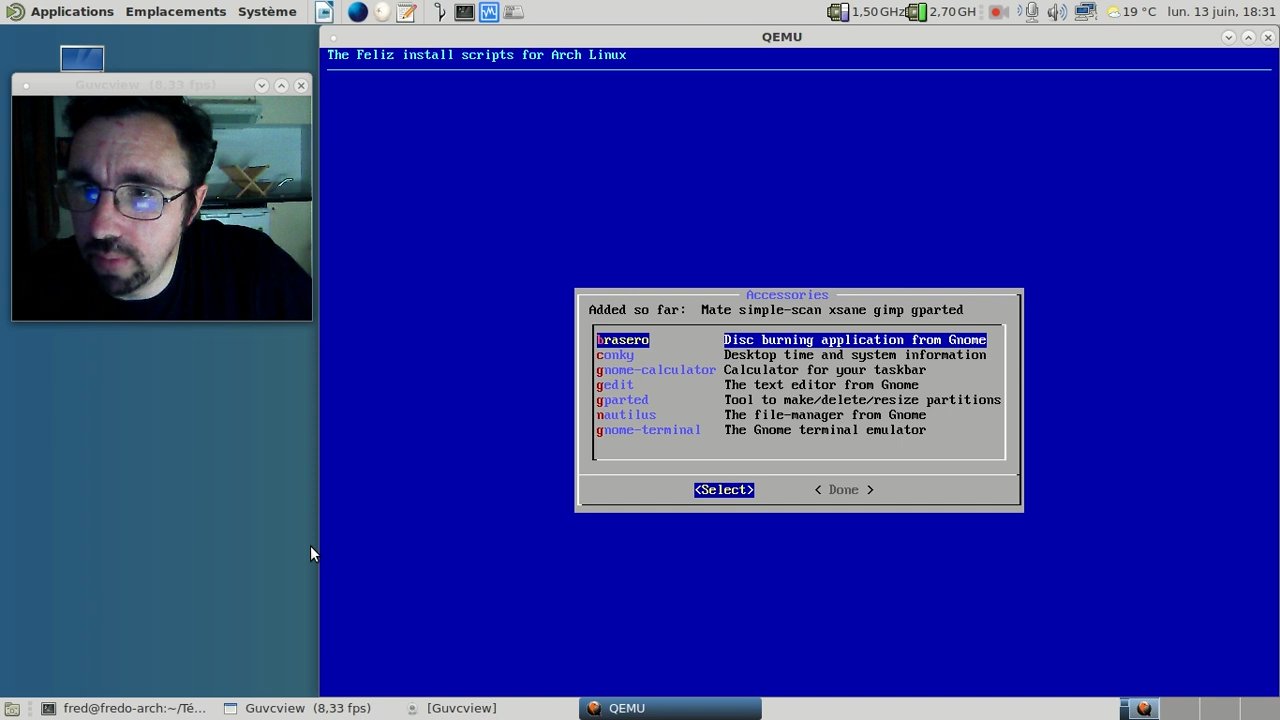 Applications Emplacements Système 1,50 GHz 2,70 GH 19 °C lun. 13 juin, 18:31
QEMU
The Feliz install scripts for Arch Linux
Guvcview (8,33 fps)
Accessories
Added so far: Mate simple-scan xsane gimp gparted
brasero Disc burning application from Gnome
conky Desktop time and system information
gnome-calculator Calculator for your taskbar
gedit The text editor from Gnome
gparted Tool to make/delete/resize partitions
nautilus The file-manager from Gnome
gnome-terminal The Gnome terminal emulator
<Select> < Done >
fred@fredo-arch:~/Té... Guvcview (8,33 fps) [Guvcview] QEMU